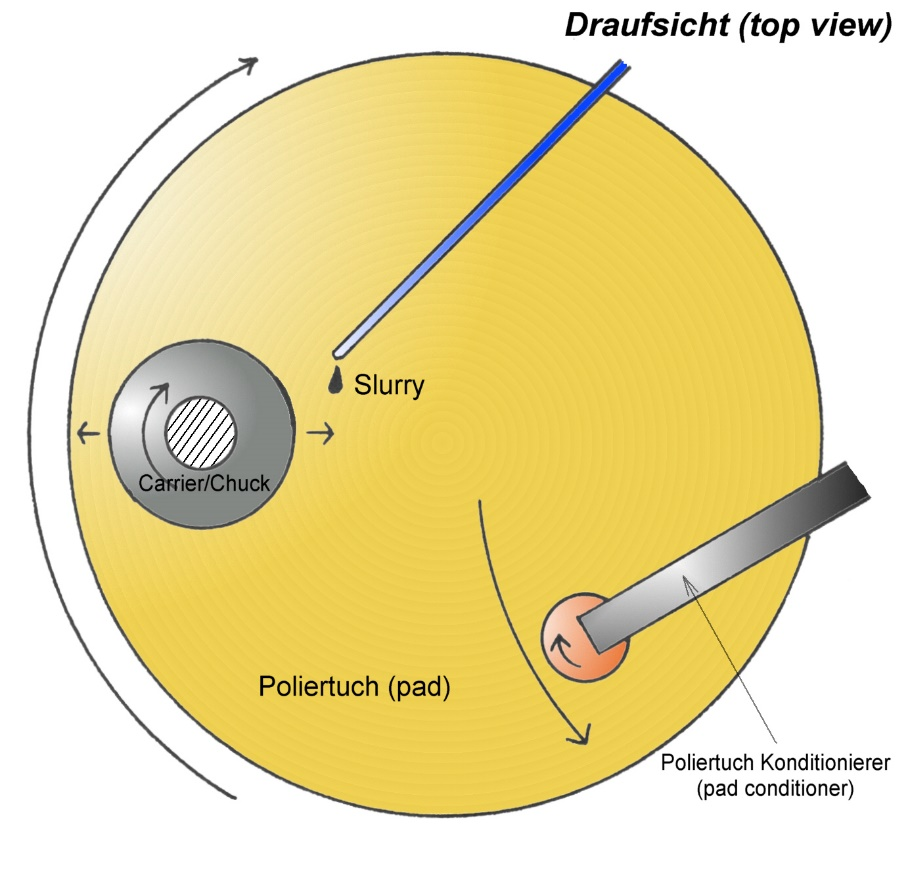 Draufsicht (top view)
Slurry
Carrier/Chuck
Poliertuch (pad)
Poliertuch Konditionierer
(pad conditioner)